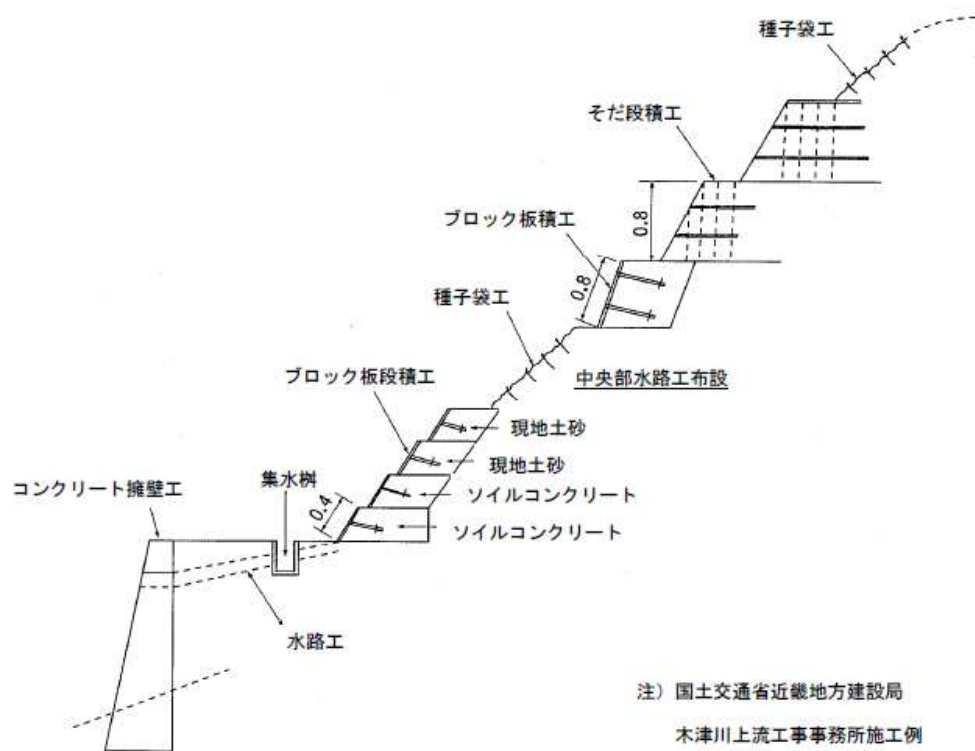 種子袋工
そだ段積工
ブロック板積工
0.8
0.8
種子袋工
中央部水路工布設
ブロック板段積工
現地土砂
現地土砂
集水桝
コンクリート擁壁工
0.4
ソイルコンクリート
ソイルコンクリート
水路工
注）国土交通省近畿地方建設局
木津川上流工事事務所施工例